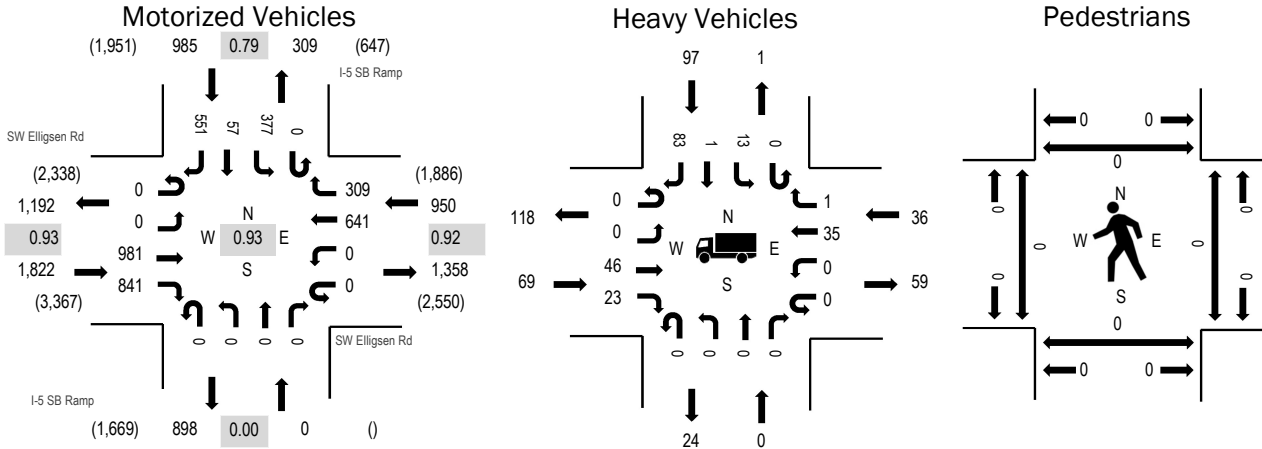 Motorized Vehicles
(1,951) 985 0.79 309 (647)
I-5 SB Ramp
551 57 377 0
SW Elligsen Rd
(2,338) 0 309 (1,886)
1,192 0 N 641 950
0.93 W 0.93 E 0.92
981 0
1,822 S 1,358
841 0
(3,367) (2,550)
0 0 0 0
SW Elligsen Rd
I-5 SB Ramp
(1,669) 898 0.00 0 ()
Heavy Vehicles
97 1
83 1 13 0
0 1
118 0 N 35 36
W E
46 0
69 S 59
23 0
0 0 0 0
24 0
Pedestrians
0 0
0
0 N 0
0 W E 0
0 S 0
0
0 0